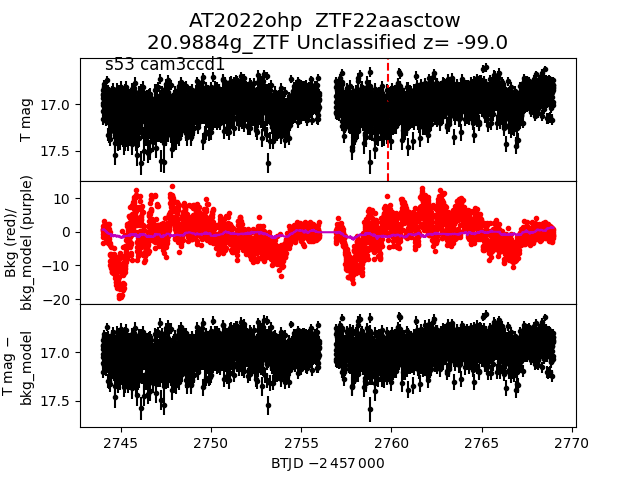 AT2022ohp  ZTF22aasctow
20.9884g_ZTF Unclassified z= -99.0
s53 cam3ccd1
T mag
17.0
17.5
Bkg (red)/
bkg_model (purple)
10
0
−10
−20
T mag −
bkg_model
17.0
17.5
2745
2750
2755
2760
2765
2770
BTJD −2 457 000